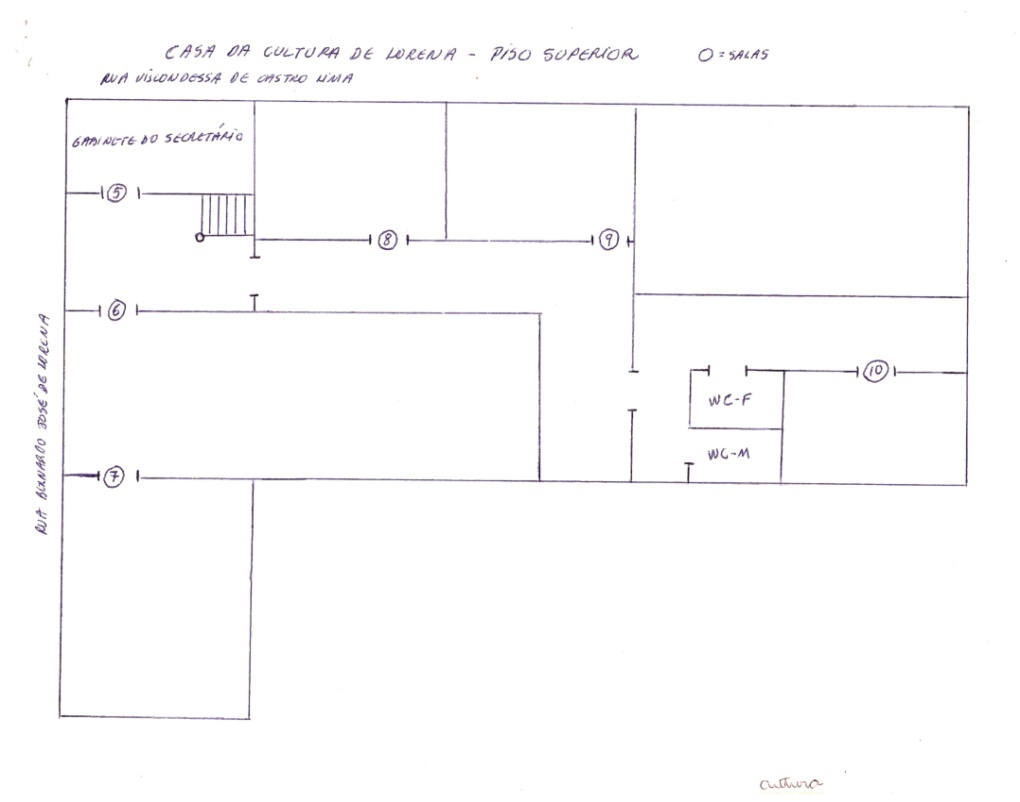 CASA DA CULTURA DE LORENA - PISO SUPERIOR O = SALAS
RUA VISCONDESSA DE CASTRO LIMA
GABINETE DO SECRETÁRIO
5
8
9
6
RUA BERNARDO JOSÉ DE LORENA
10
WC-F
WC-M
7
cultura